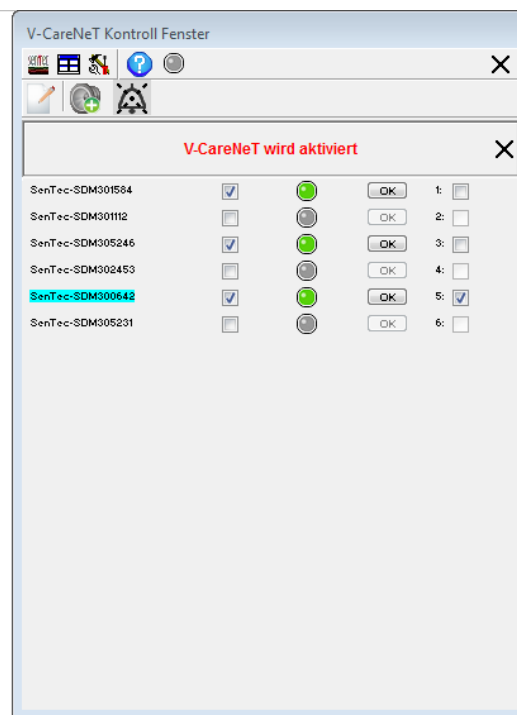 V-CareNeT Kontroll Fenster
V-CareNeT wird aktiviert
SenTec-SDM301584 OK 1:
SenTec-SDM301112 OK 2:
SenTec-SDM305246 OK 3:
SenTec-SDM302453 OK 4:
SenTec-SDM300642 OK 5:
SenTec-SDM305231 OK 6: